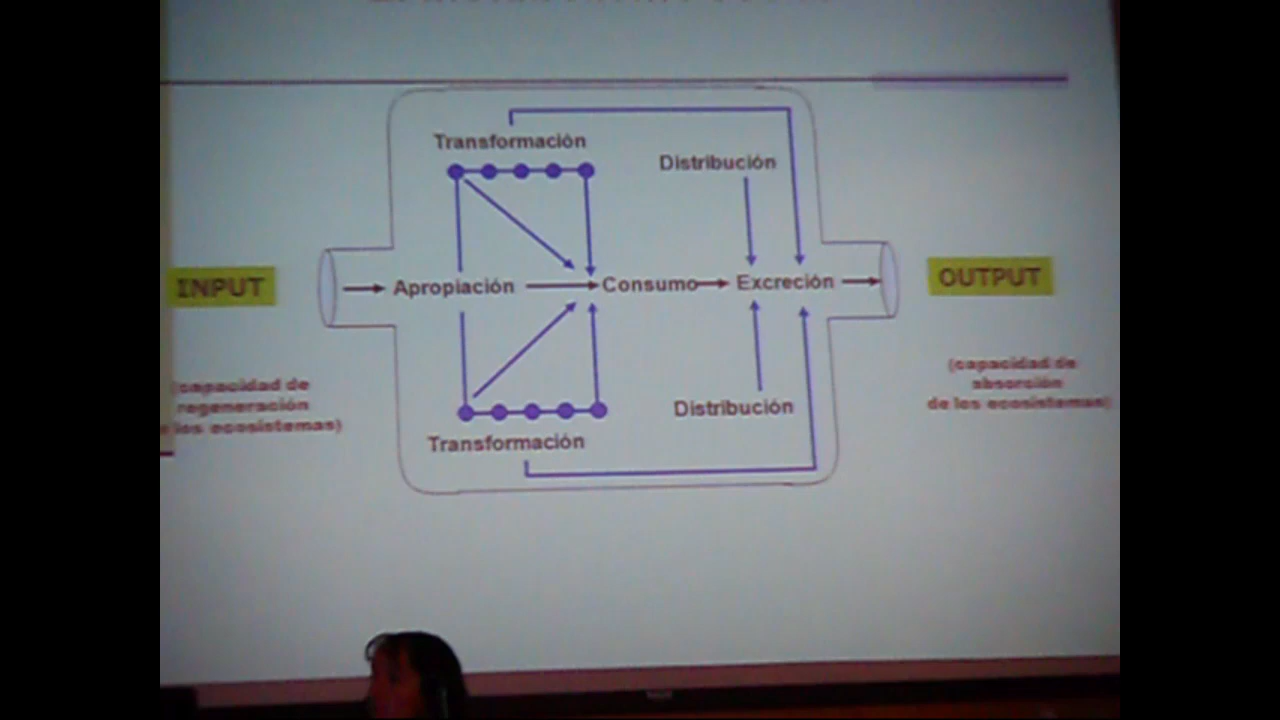 Transformación
Distribución
INPUT
Apropiación
Consumo
Excreción
OUTPUT
(capacidad de
regeneración
los ecosistemas)
(capacidad de
absorción
de los ecosistemas)
Distribución
Transformación